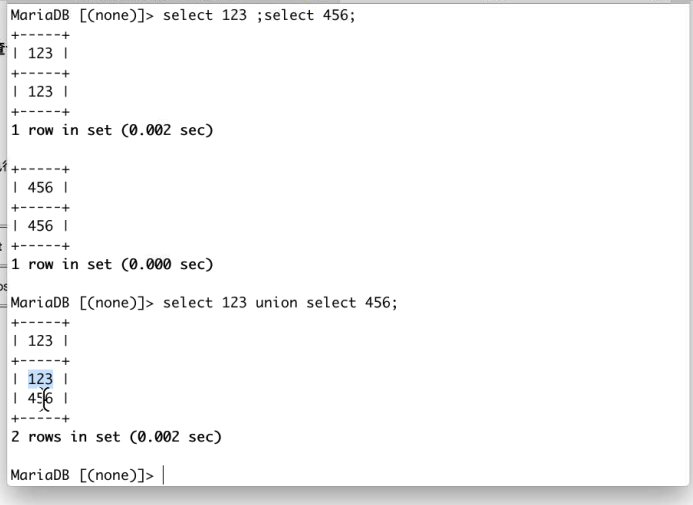 MariaDB [(none)]> select 123 ;select 456;
+-----+
| 123 |
+-----+
| 123 |
+-----+
1 row in set (0.002 sec)
+-----+
| 456 |
+-----+
| 456 |
+-----+
1 row in set (0.000 sec)
MariaDB [(none)]> select 123 union select 456;
+-----+
| 123 |
+-----+
| 123 |
| 456 |
+-----+
2 rows in set (0.002 sec)
MariaDB [(none)]>